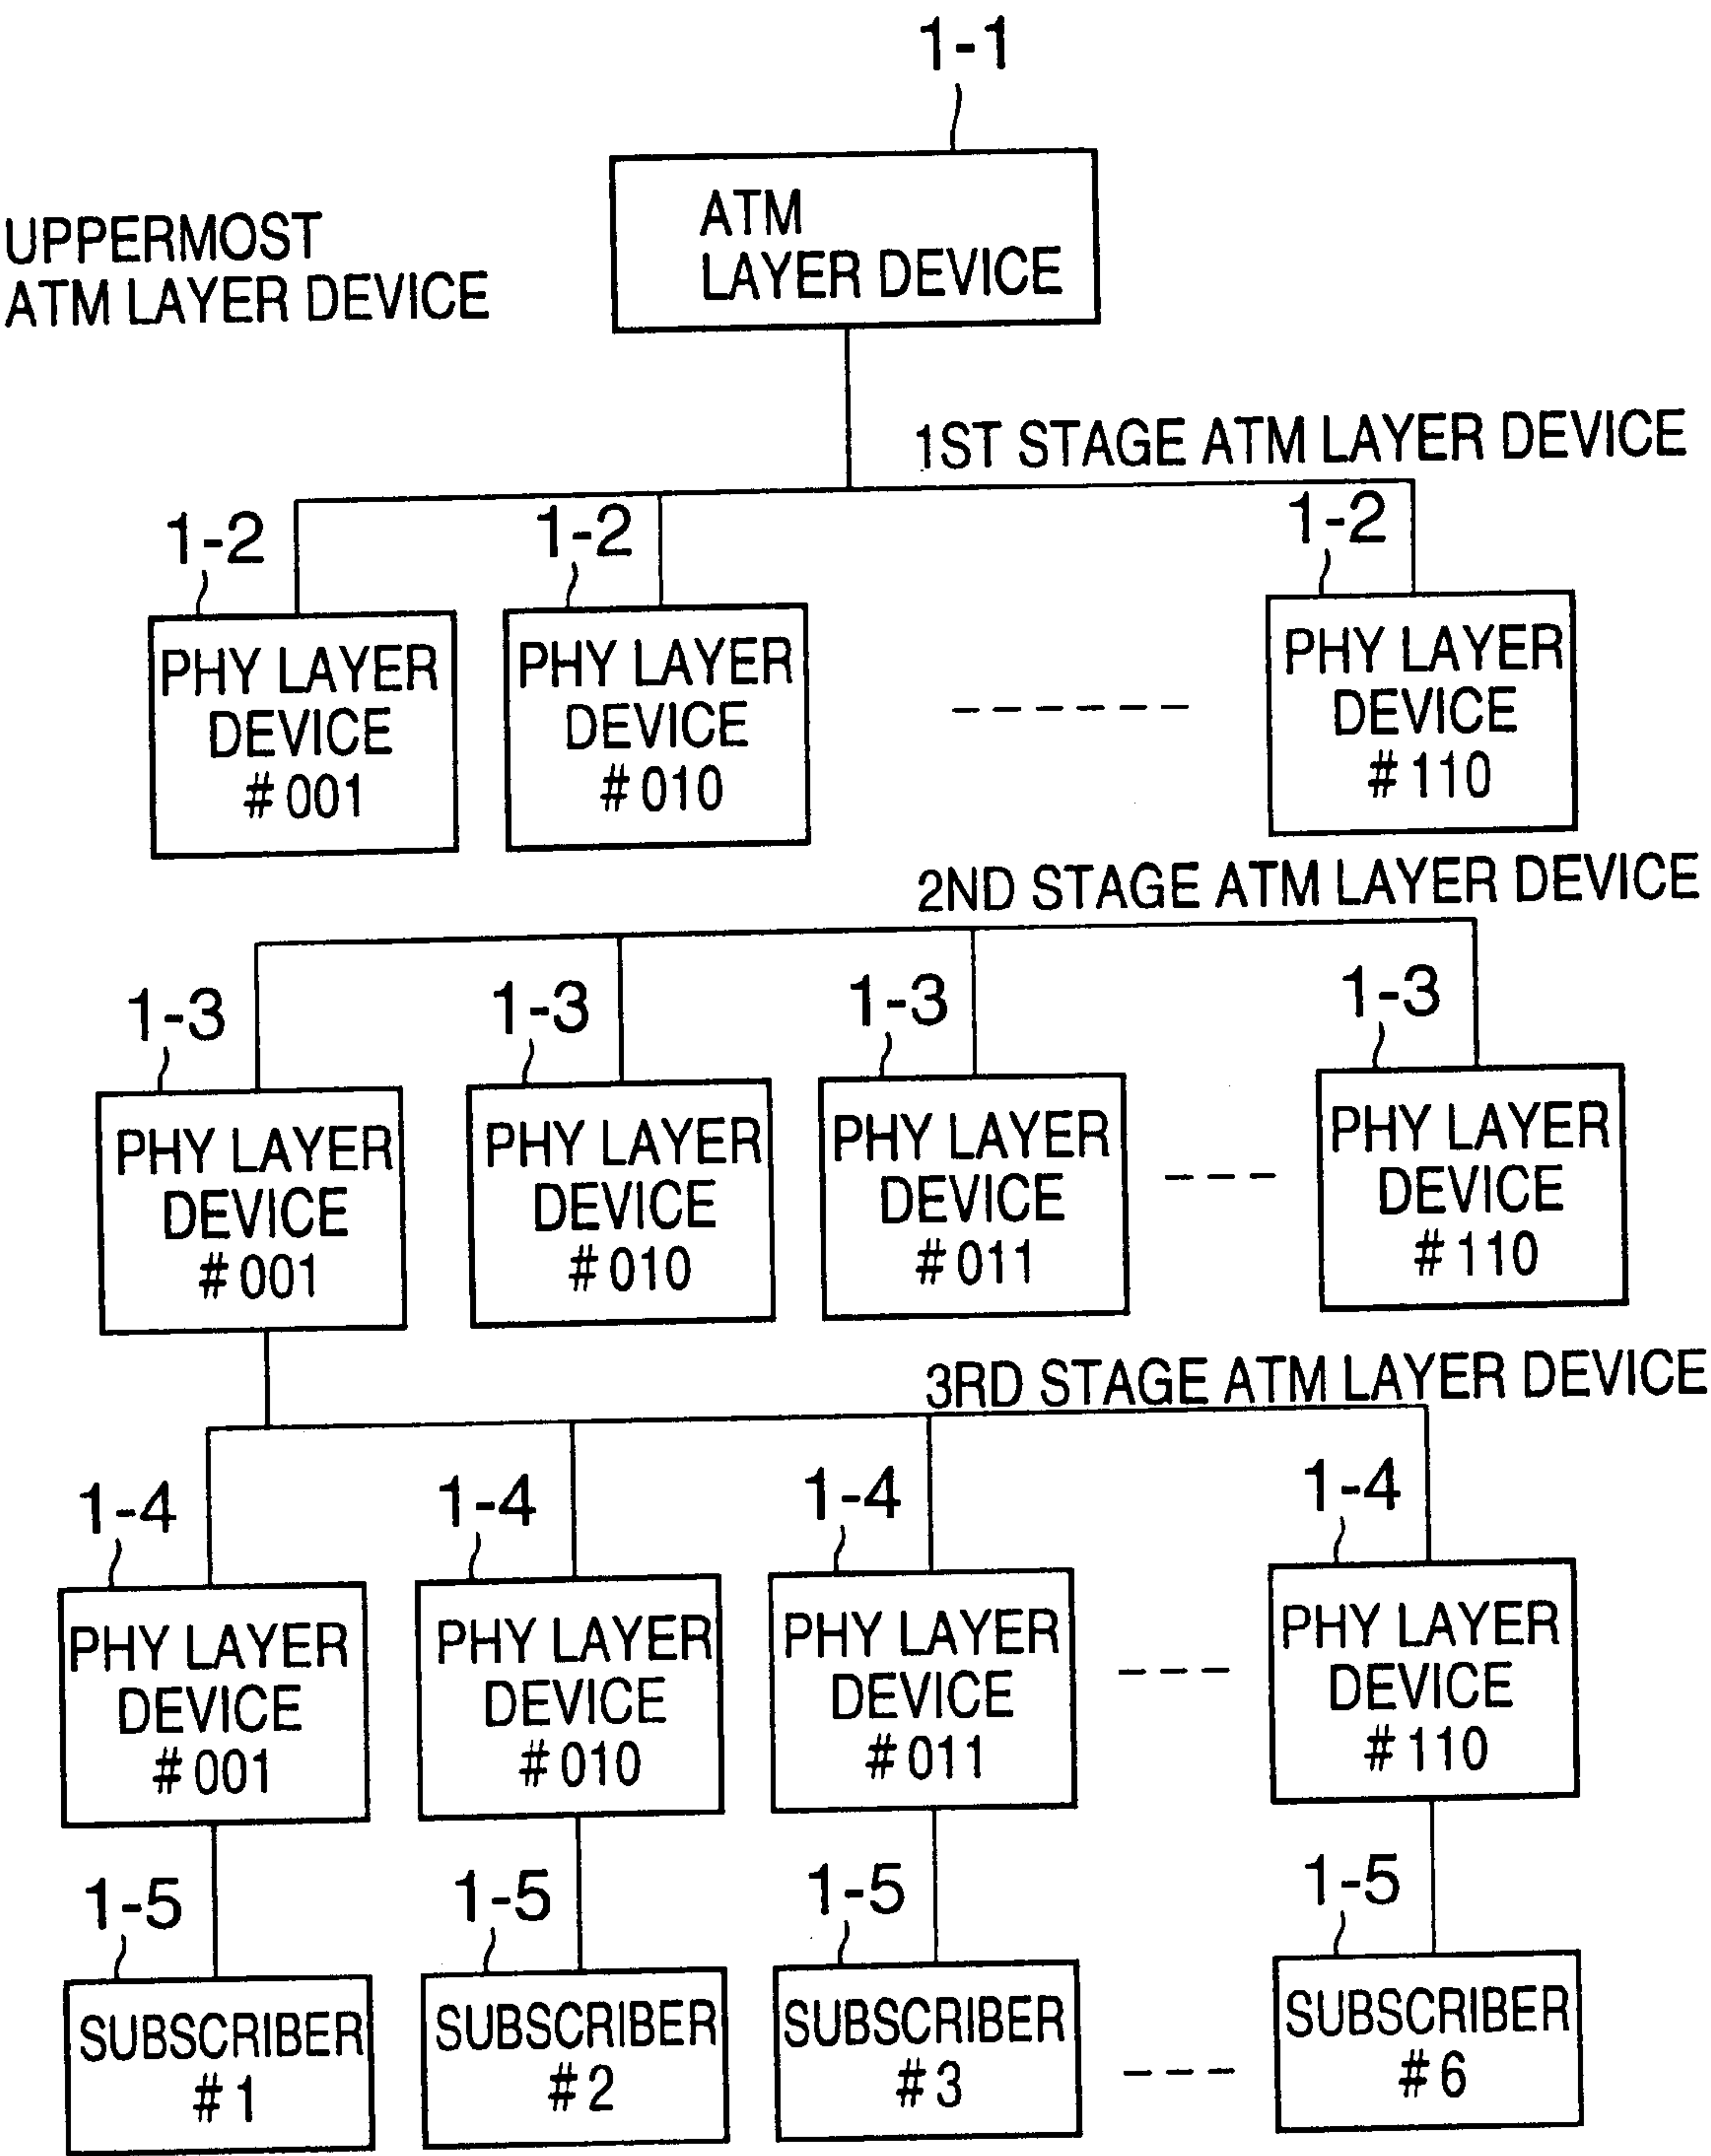 1-1
ATM
LAYER DEVICE
UPPERMOST
ATM LAYER DEVICE
1ST STAGE ATM LAYER DEVICE
1-2
1-2
1-2
PHY LAYER
DEVICE
# 001
PHY LAYER
DEVICE
# 010
PHY LAYER
DEVICE
# 110
2ND STAGE ATM LAYER DEVICE
1-3
1-3
1-3
1-3
PHY LAYER
DEVICE
# 001
PHY LAYER
DEVICE
# 010
PHY LAYER
DEVICE
# 011
PHY LAYER
DEVICE
# 110
3RD STAGE ATM LAYER DEVICE
1-4
1-4
1-4
1-4
PHY LAYER
DEVICE
# 001
PHY LAYER
DEVICE
# 010
PHY LAYER
DEVICE
# 011
PHY LAYER
DEVICE
# 110
1-5
1-5
1-5
1-5
SUBSCRIBER
# 1
SUBSCRIBER
# 2
SUBSCRIBER
# 3
SUBSCRIBER
# 6